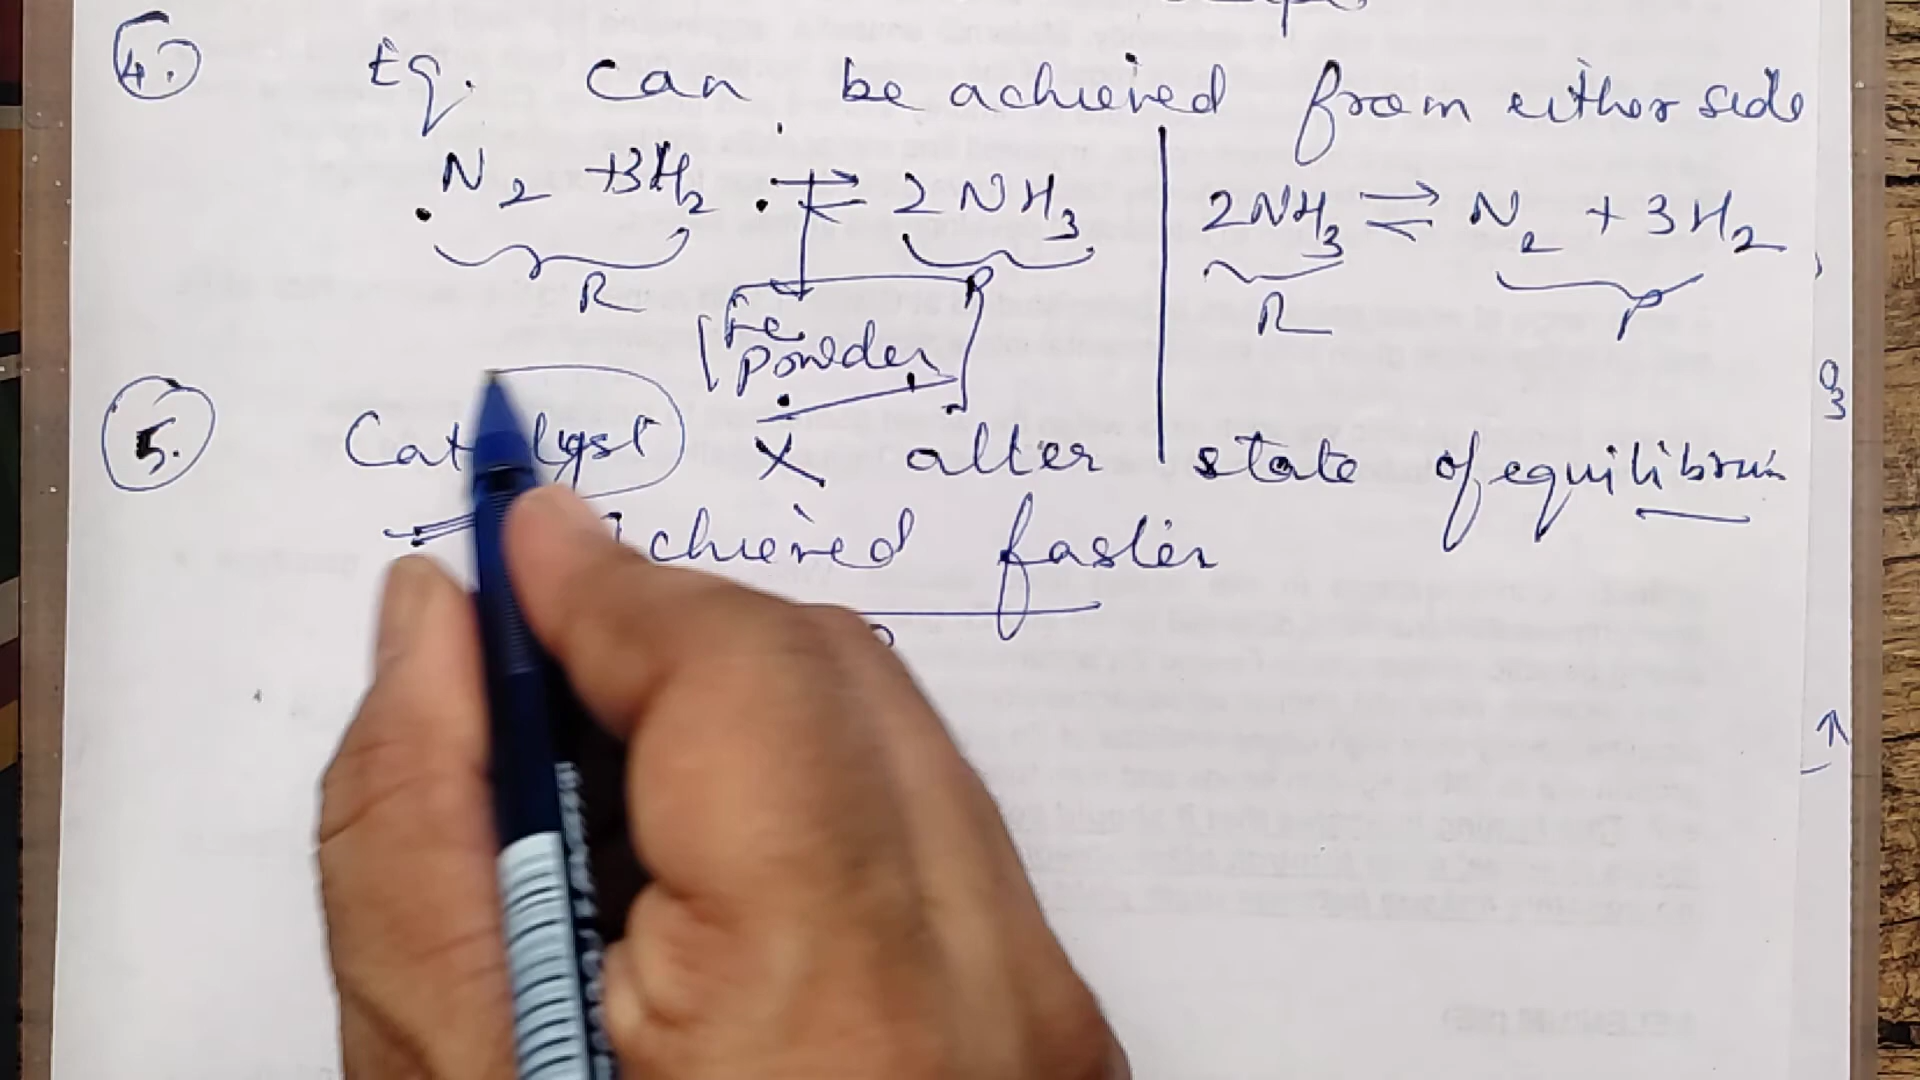 4. Eq. can be achieved from either side
N2 +3H2 ⇌ 2NH3 2NH3 ⇌ N2 + 3H2
R P R P
Fe
powder
5. Catalyst X alter state of equilibrium
achieved faster